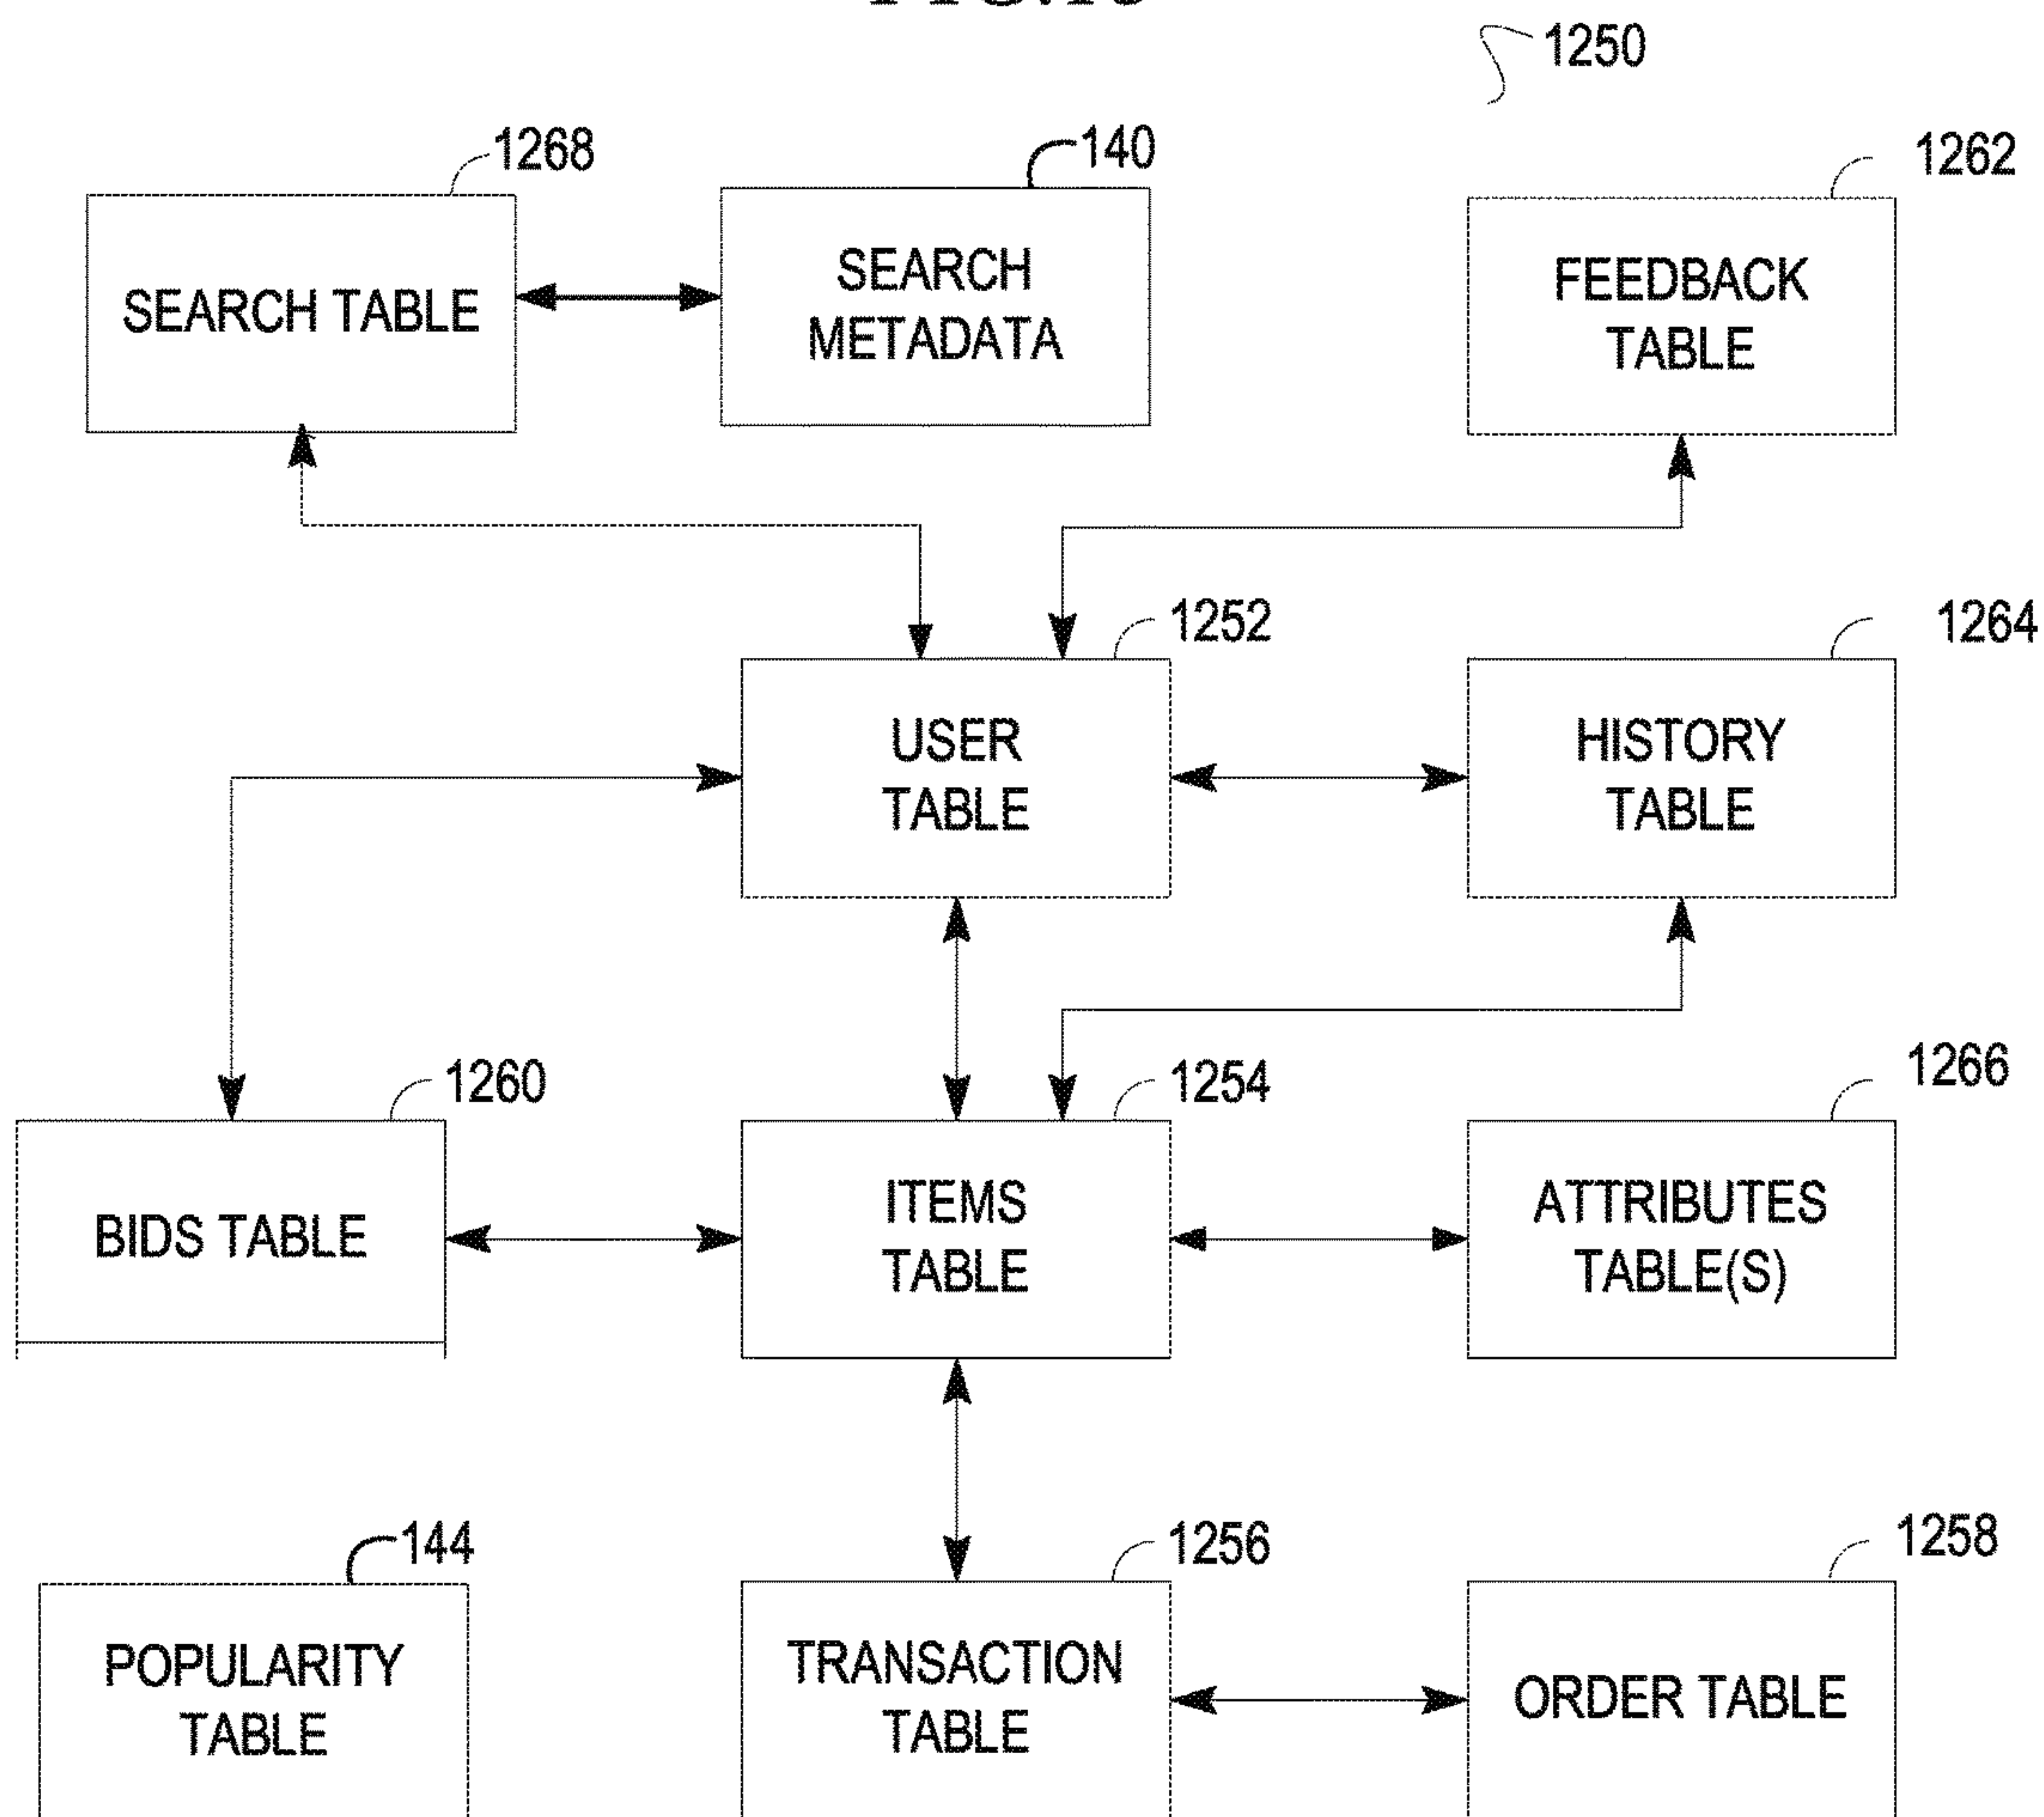 1250
1268
140
1262
SEARCH TABLE
SEARCH
METADATA
FEEDBACK
TABLE
1252
1264
USER
TABLE
HISTORY
TABLE
1260
1254
1266
BIDS TABLE
ITEMS
TABLE
ATTRIBUTES
TABLE(S)
144
1256
1258
POPULARITY
TABLE
TRANSACTION
TABLE
ORDER TABLE